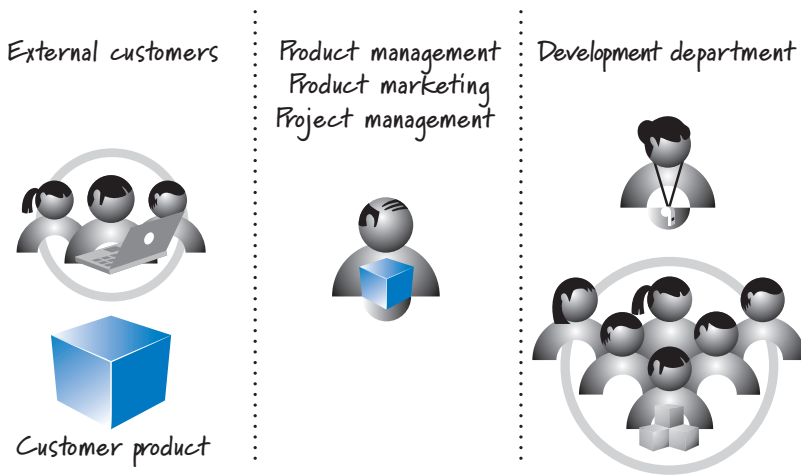 External customers
Product management
Product marketing
Project management
Development department
Customer product